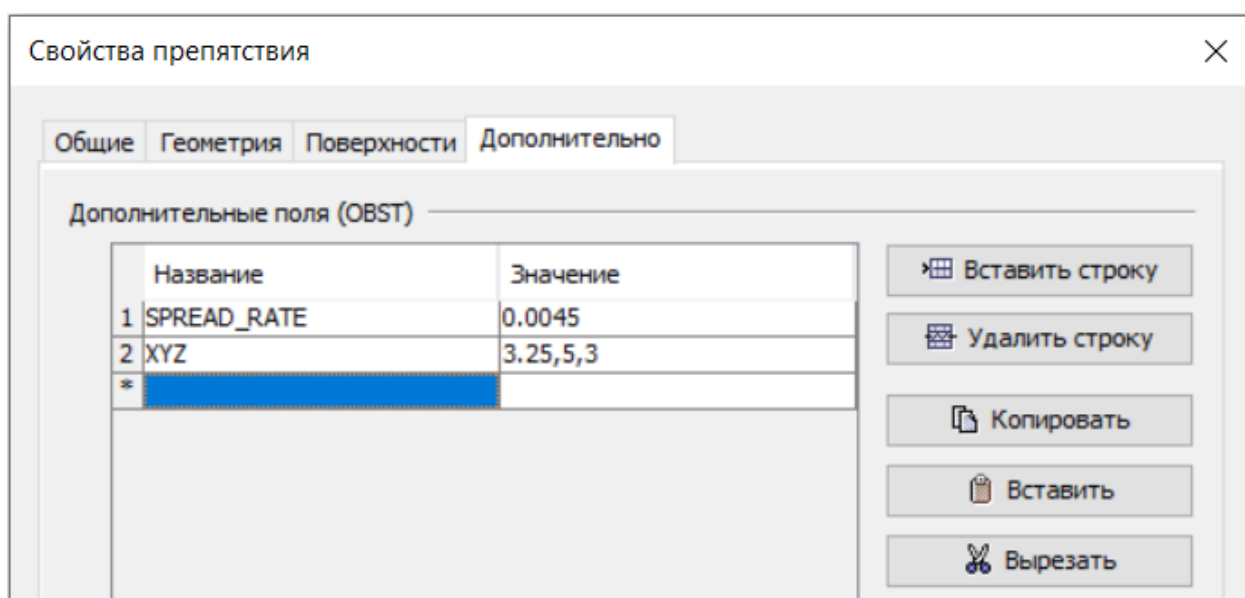 Свойства препятствия
Общие Геометрия Поверхности Дополнительно
Дополнительные поля (OBST)
Название Значение
1 SPREAD_RATE 0.0045
2 XYZ 3.25,5,3
*
Вставить строку
Удалить строку
Копировать
Вставить
Вырезать